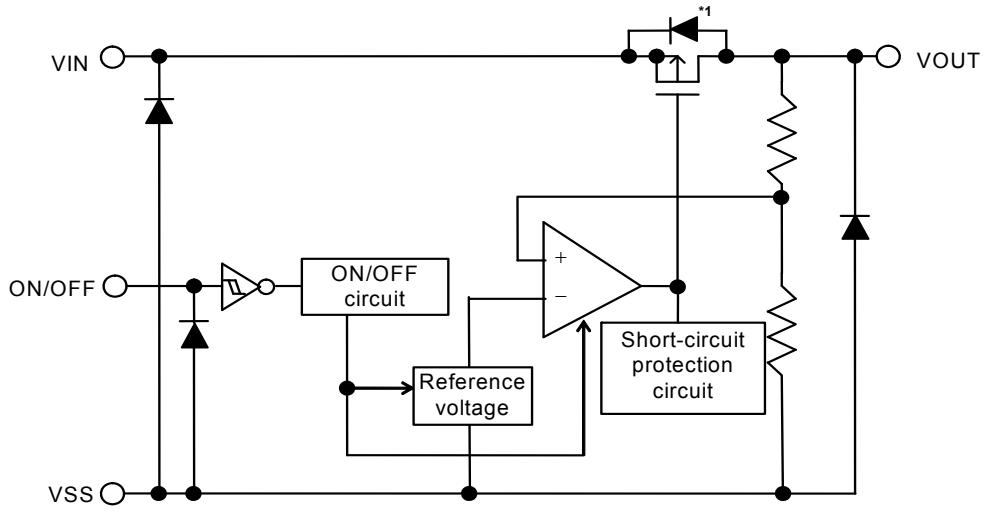 *1
VIN
VOUT
ON/OFF
ON/OFF
circuit
+
−
Reference
voltage
Short-circuit
protection
circuit
VSS